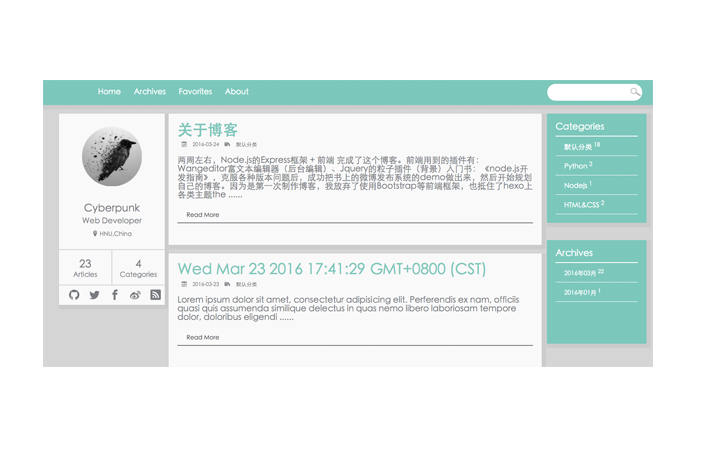 Home Archives Favorites About
Cyberpunk
Web Developer
HNU,China
23 4
Articles Categories
关于博客
2016-03-24 默认分类
两周左右，Node.js的Express框架 + 前端 完成了这个博客。前端用到的插件有：
Wangeditor富文本编辑器（后台编辑）、Jquery的粒子插件（背景）入门书：《node.js开
发指南》，克服各种版本问题后，成功把书上的微博发布系统的demo做出来，然后开始规划
自己的博客。因为是第一次制作博客，我放弃了使用Bootstrap等前端框架，也抵住了hexo上
各类主题the ......
Read More
Wed Mar 23 2016 17:41:29 GMT+0800 (CST)
2016-03-23 默认分类
Lorem ipsum dolor sit amet, consectetur adipisicing elit. Perferendis ex nam, officiis
quasi quis assumenda similique delectus in quas nemo libero laboriosam tempore
dolor, doloribus eligendi ......
Read More
Categories
默认分类 18
Python 2
Nodejs 1
HTML&CSS 2
Archives
2016年03月 22
2016年01月 1